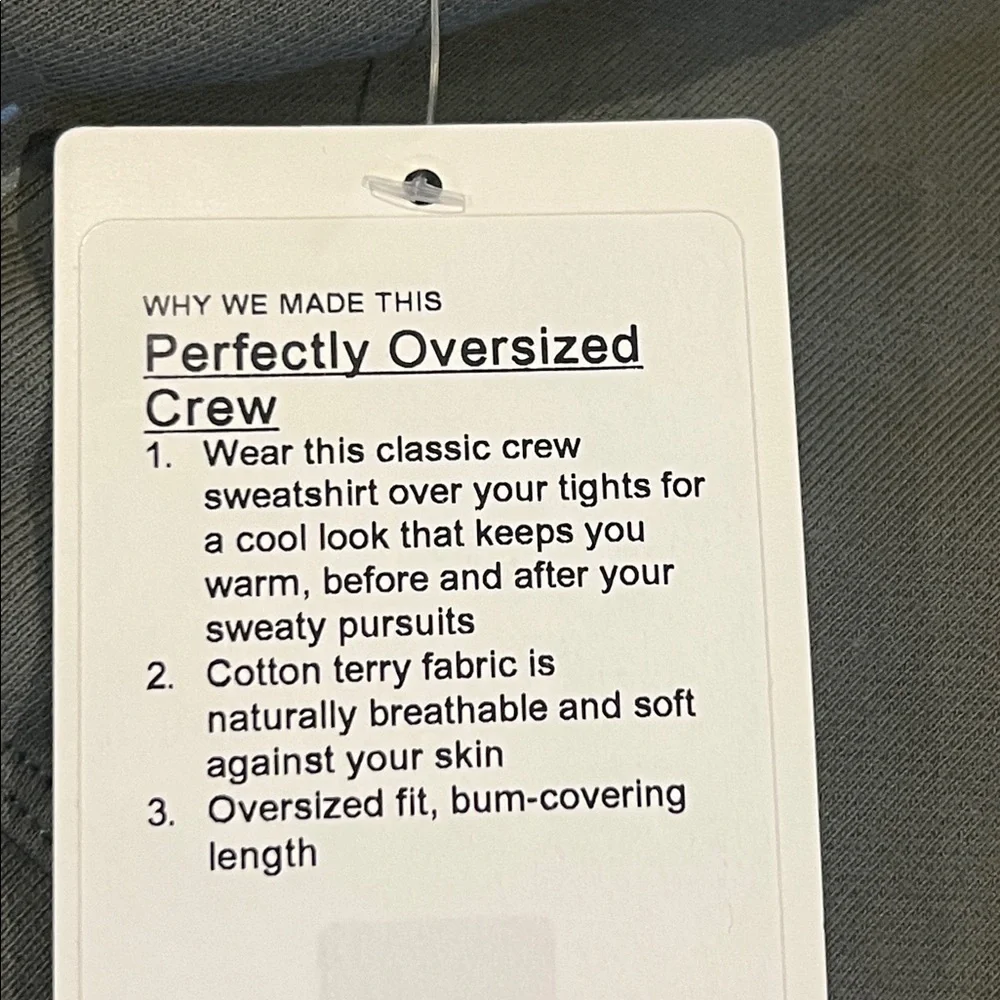 WHY WE MADE THIS
Perfectly Oversized
Crew
1. Wear this classic crew
sweatshirt over your tights for
a cool look that keeps you
warm, before and after your
sweaty pursuits
2. Cotton terry fabric is
naturally breathable and soft
against your skin
3. Oversized fit, bum-covering
length